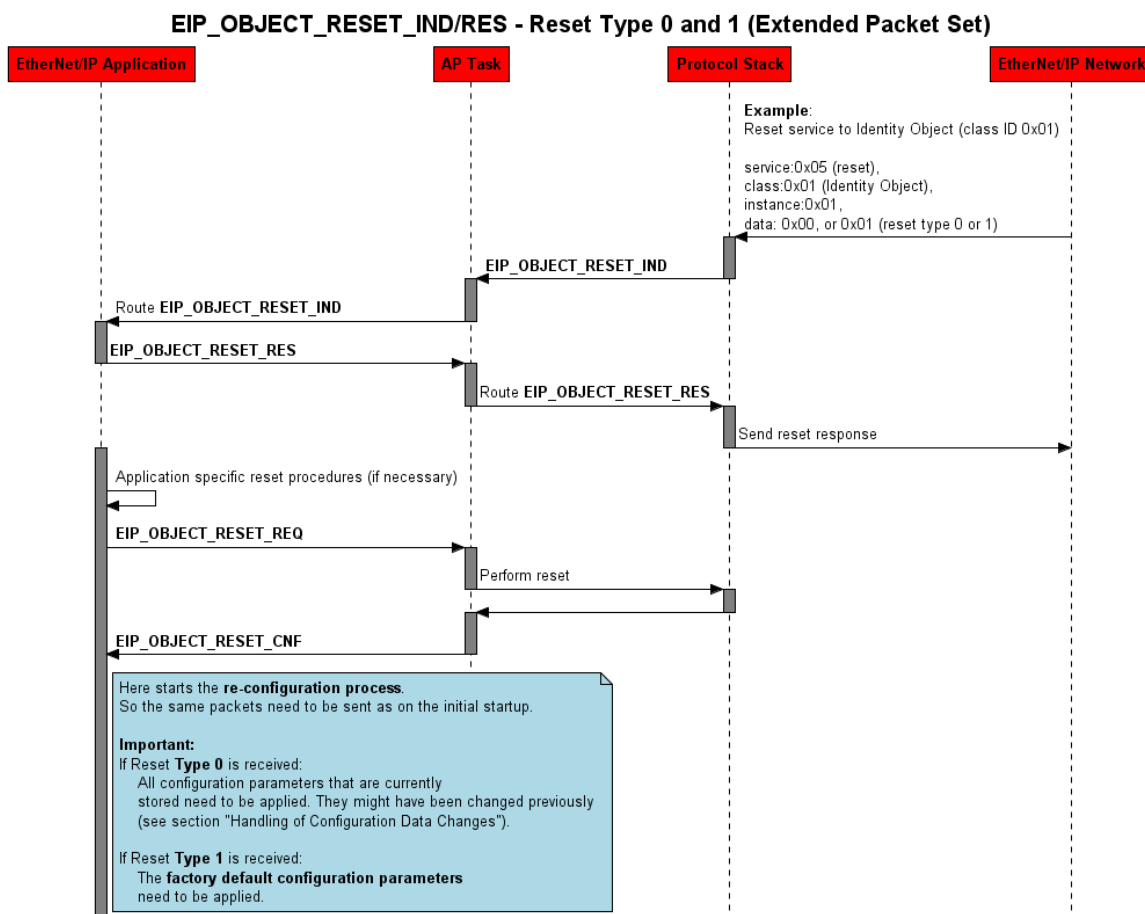 EIP_OBJECT_RESET_IND/RES - Reset Type 0 and 1 (Extended Packet Set)
EtherNet/IP Application
AP Task
Protocol Stack
EtherNet/IP Network
Example:
Reset service to Identity Object (class ID 0x01)
service:0x05 (reset),
class:0x01 (Identity Object),
instance:0x01,
data: 0x00, or 0x01 (reset type 0 or 1)
EIP_OBJECT_RESET_IND
Route EIP_OBJECT_RESET_IND
EIP_OBJECT_RESET_RES
Route EIP_OBJECT_RESET_RES
Send reset response
Application specific reset procedures (if necessary)
EIP_OBJECT_RESET_REQ
Perform reset
EIP_OBJECT_RESET_CNF
Here starts the re-configuration process.
So the same packets need to be sent as on the initial startup.
Important:
If Reset Type 0 is received:
All configuration parameters that are currently
stored need to be applied. They might have been changed previously
(see section "Handling of Configuration Data Changes").
If Reset Type 1 is received:
The factory default configuration parameters
need to be applied.